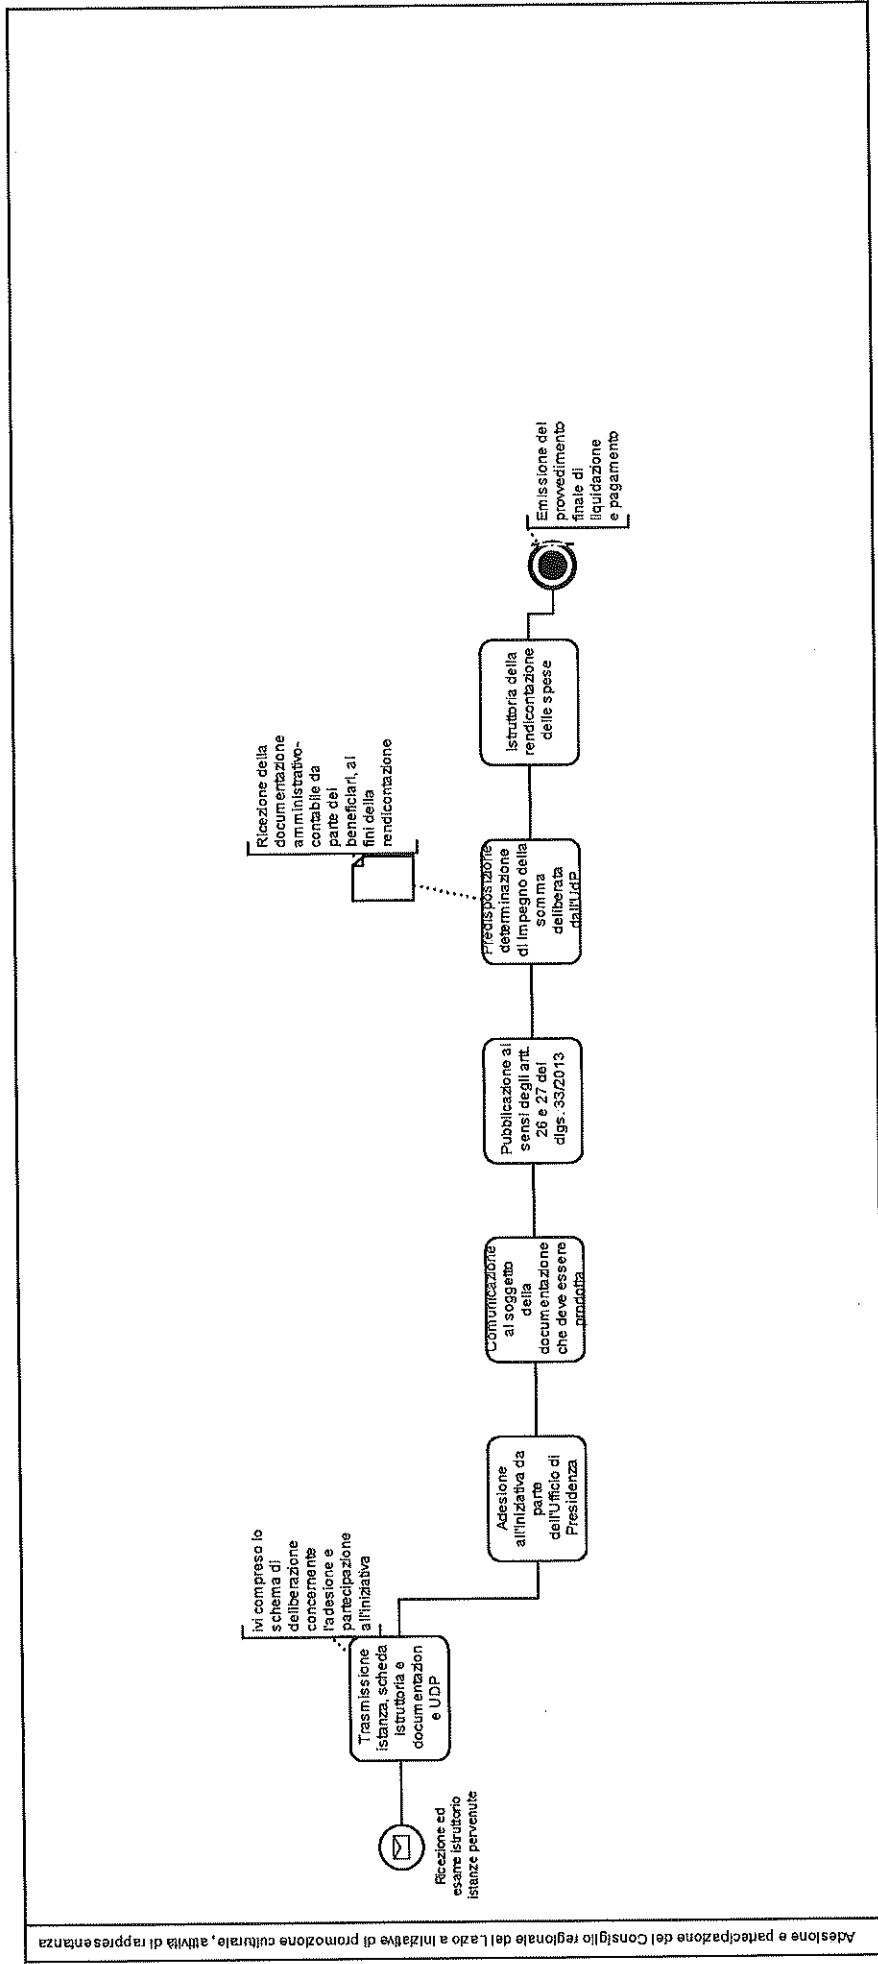 Adesione e partecipazione del Consiglio regionale del Lazio a iniziative di promozione culturale, attività di rappresentanza
Ricezione ed
esame istruttorio
istanze pervenute
Trasmissione
istanza, scheda
istruttoria e
documentazion
e UDP
ivi compreso lo
schema di
deliberazione
concernente
l'adesione e
partecipazione
all'iniziativa
Adesione
all'iniziativa da
parte
dell'Ufficio di
Presidenza
Comunicazione
al soggetto
della
documentazione
che deve essere
prodotta
Pubblicazione ai
sensi degli artt.
26 e 27 del
dlgs. 33/2013
Predisposizione
determinazione
di impegno della
somma
deliberata
dall'UdP
Ricezione della
documentazione
amministrativo-
contabile da
parte dei
beneficiari, ai
fini della
rendicontazione
Istruttoria della
rendicontazione
delle spese
Emissione del
provvedimento
finale di
liquidazione
e pagamento